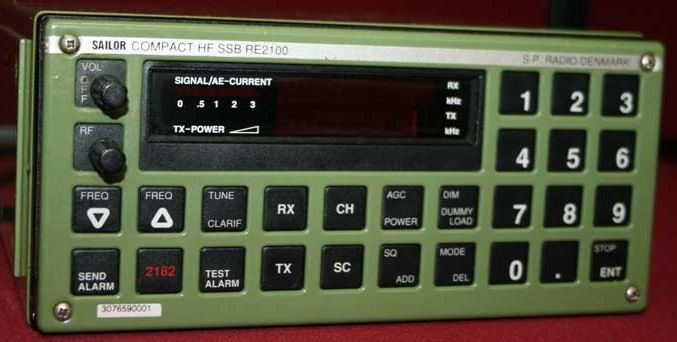 SAILOR COMPACT HF SSB RE2100
S.P. RADIO DENMARK
VOL
OFF
SIGNAL/AE-CURRENT
0 .5 1 2 3
TX-POWER
RX
kHz
TX
kHz
RF
1 2 3
4 5 6
FREQ
FREQ
TUNE
CLARIF
RX
CH
AGC
POWER
DIM
DUMMY
LOAD
7 8 9
SEND
ALARM
2182
TEST
ALARM
TX
SC
SQ
ADD
MODE
DEL
0 .
STOP
ENT
3076590001